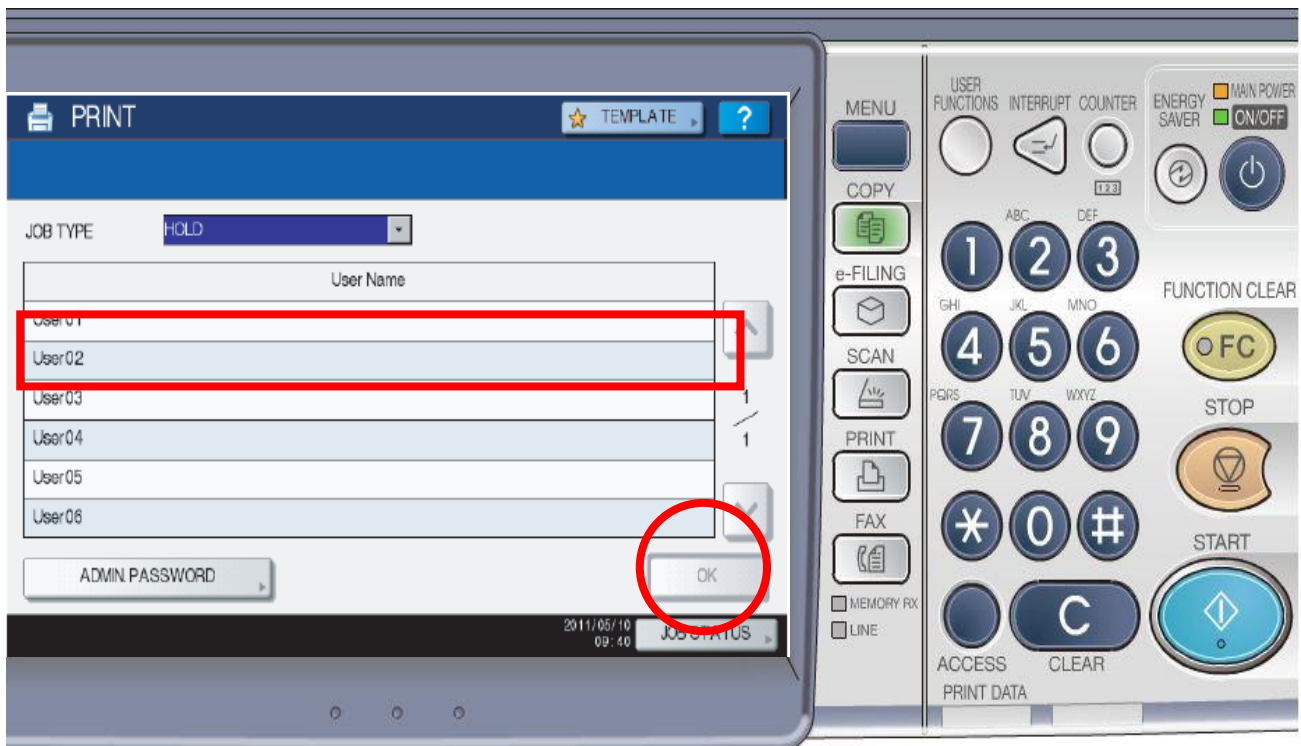 PRINT
TEMPLATE
?
JOB TYPE
HOLD
User Name
User01
User02
User03
User04
User05
User06
1
1
ADMIN.PASSWORD
OK
2011/05/10
09:40
JOB STATUS
MENU
COPY
e-FILING
SCAN
PRINT
FAX
MEMORY RX
LINE
USER
FUNCTIONS INTERRUPT COUNTER
123
ENERGY
SAVER
MAIN POWER
ON/OFF
ABC DEF
1 2 3
GHI JKL MNO
4 5 6
PQRS TUV WXYZ
7 8 9
* 0 #
C
ACCESS CLEAR
PRINT DATA
FUNCTION CLEAR
FC
STOP
START